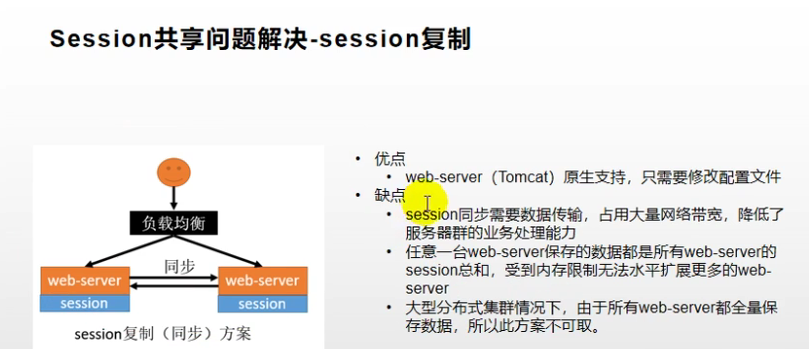 Session共享问题解决-session复制
负载均衡
同步
web-server
web-server
session
session
session复制（同步）方案
• 优点
• web-server（Tomcat）原生支持，只需要修改配置文件
• 缺点
• session同步需要数据传输，占用大量网络带宽，降低了
服务器群的业务处理能力
• 任意一台web-server保存的数据都是所有web-server的
session总和，受到内存限制无法水平扩展更多的web-
server
• 大型分布式集群情况下，由于所有web-server都全量保
存数据，所以此方案不可取。